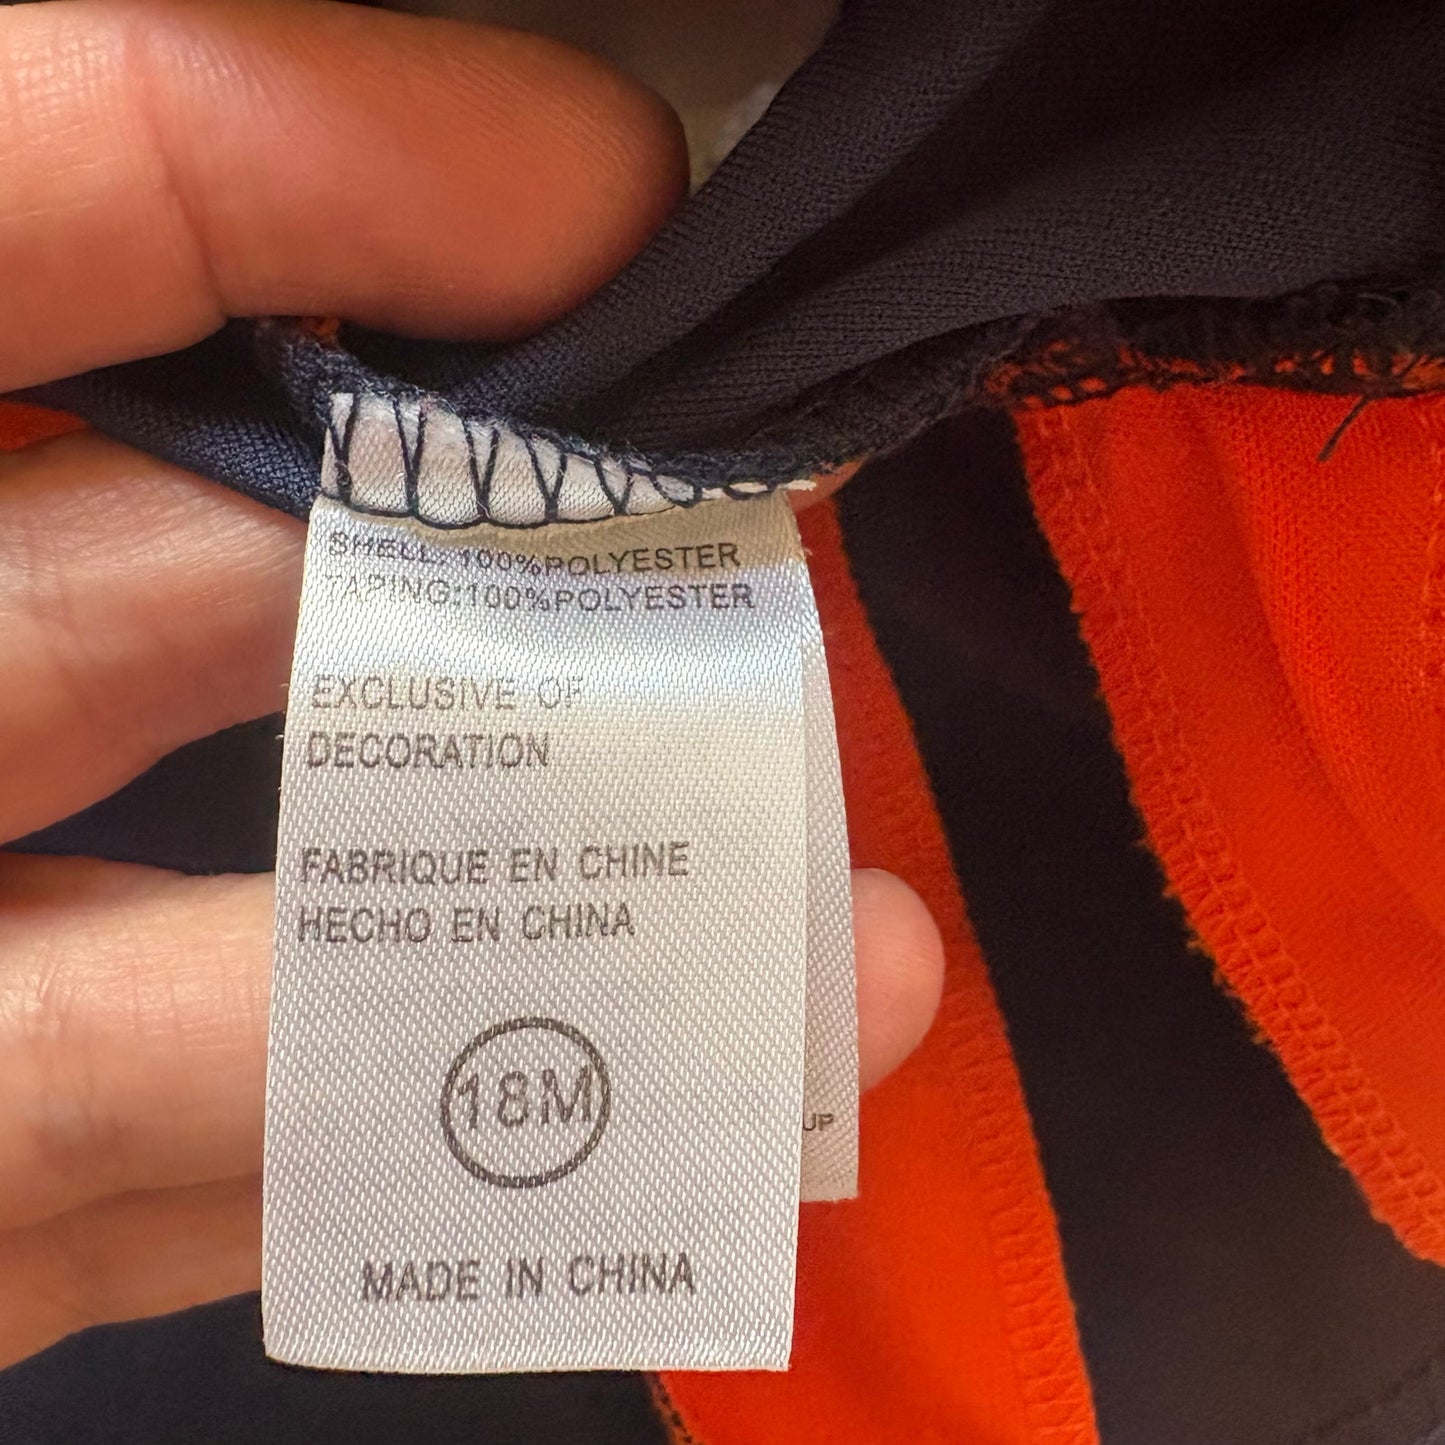 SHELL:100%POLYESTER
TAPING:100%POLYESTER
EXCLUSIVE OF
DECORATION
FABRIQUE EN CHINE
HECHO EN CHINA
18M
UP
MADE IN CHINA